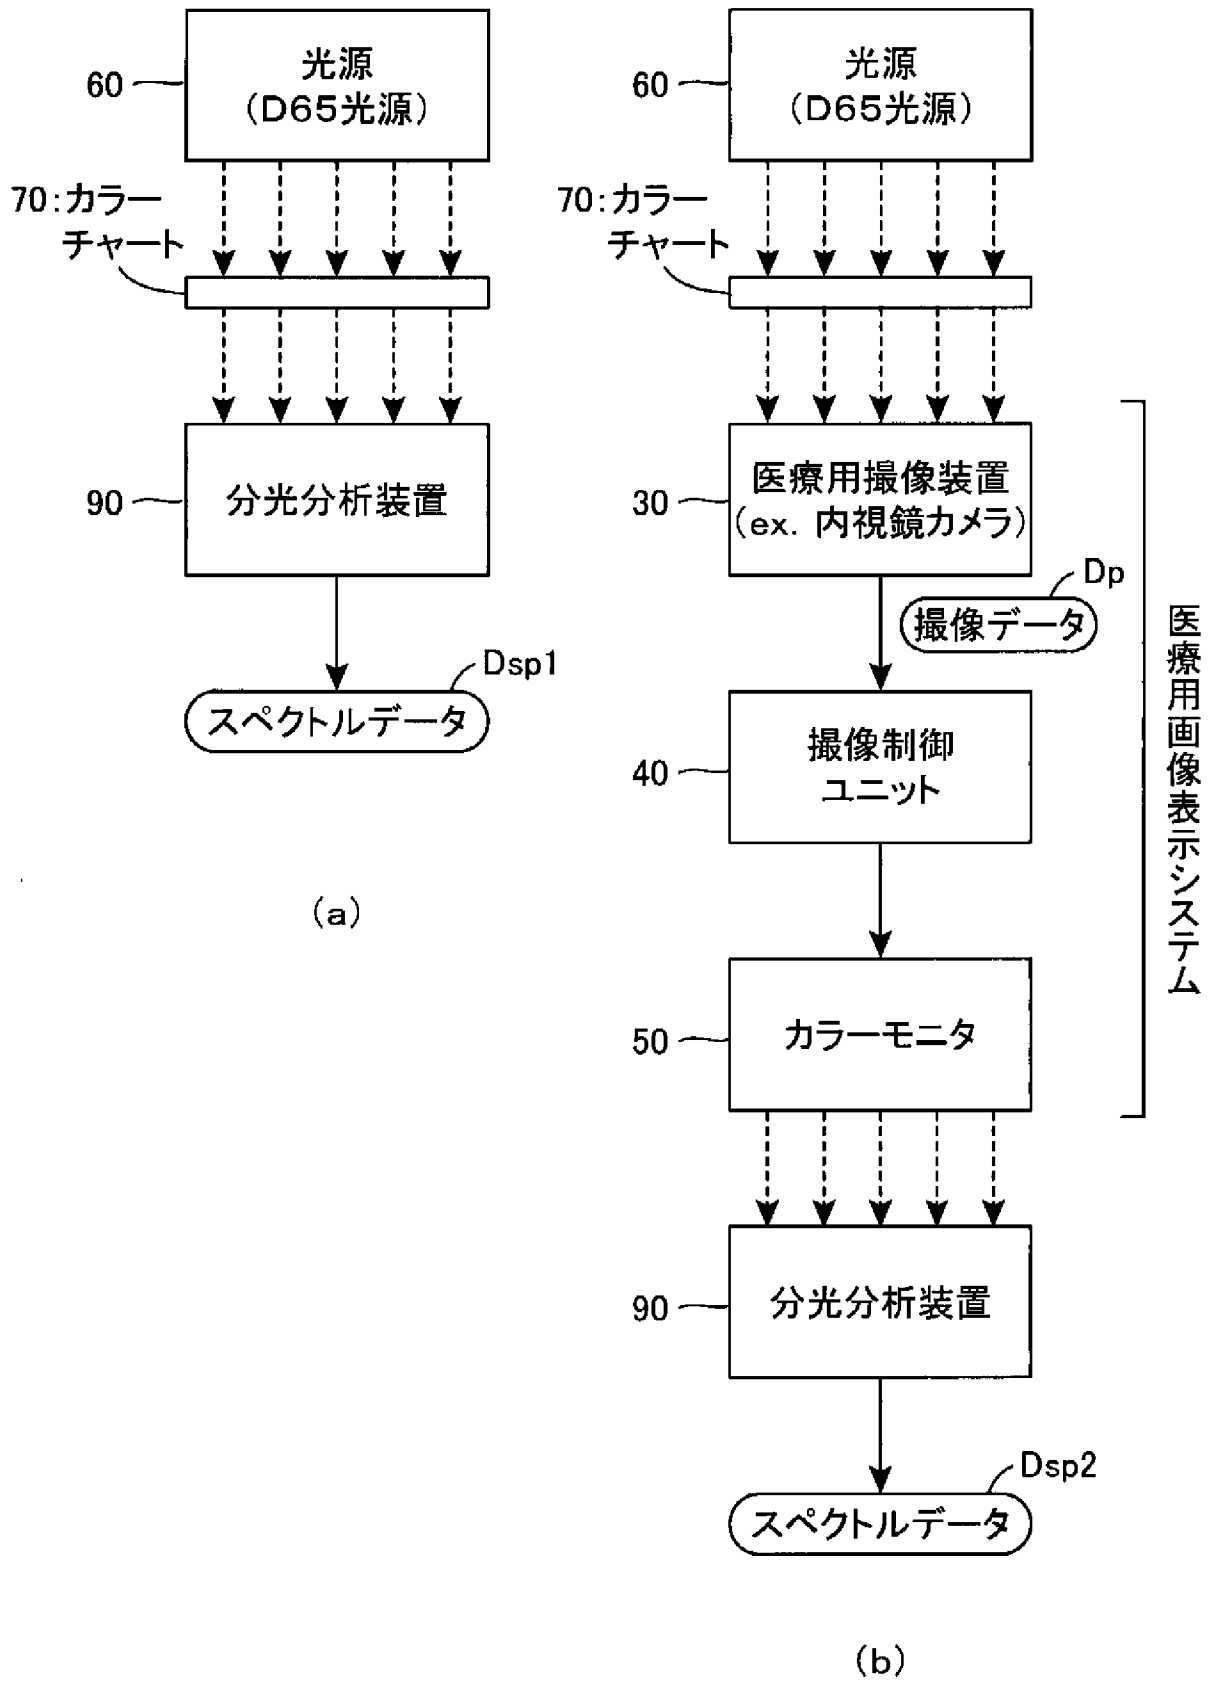 光源
(D65光源)
60
70:カラー
チャート
分光分析装置
90
Dsp1
スペクトルデータ
(a)
光源
(D65光源)
60
70:カラー
チャート
医療用撮像装置
(ex. 内視鏡カメラ)
30
Dp
撮像データ
撮像制御
ユニット
40
カラーモニタ
50
医療用画像表示システム
分光分析装置
90
Dsp2
スペクトルデータ
(b)